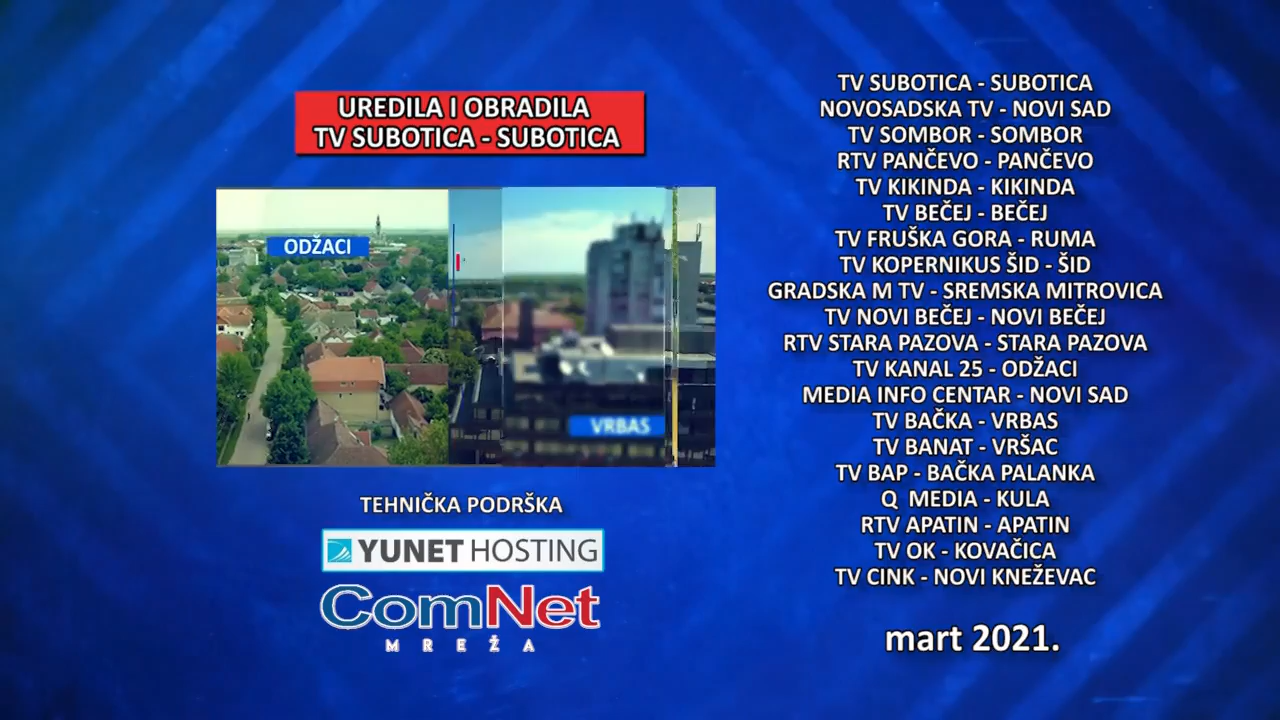 UREDILA I OBRADILA
TV SUBOTICA - SUBOTICA
ODŽACI
VRBAS
TEHNIČKA PODRŠKA
YUNET HOSTING
ComNet
MREŽA
TV SUBOTICA - SUBOTICA
NOVOSADSKA TV - NOVI SAD
TV SOMBOR - SOMBOR
RTV PANČEVO - PANČEVO
TV KIKINDA - KIKINDA
TV BEČEJ - BEČEJ
TV FRUŠKA GORA - RUMA
TV KOPERNIKUS ŠID - ŠID
GRADSKA M TV - SREMSKA MITROVICA
TV NOVI BEČEJ - NOVI BEČEJ
RTV STARA PAZOVA - STARA PAZOVA
TV KANAL 25 - ODŽACI
MEDIA INFO CENTAR - NOVI SAD
TV BAČKA - VRBAS
TV BANAT - VRŠAC
TV BAP - BAČKA PALANKA
Q MEDIA - KULA
RTV APATIN - APATIN
TV OK - KOVAČICA
TV CINK - NOVI KNEŽEVAC
mart 2021.